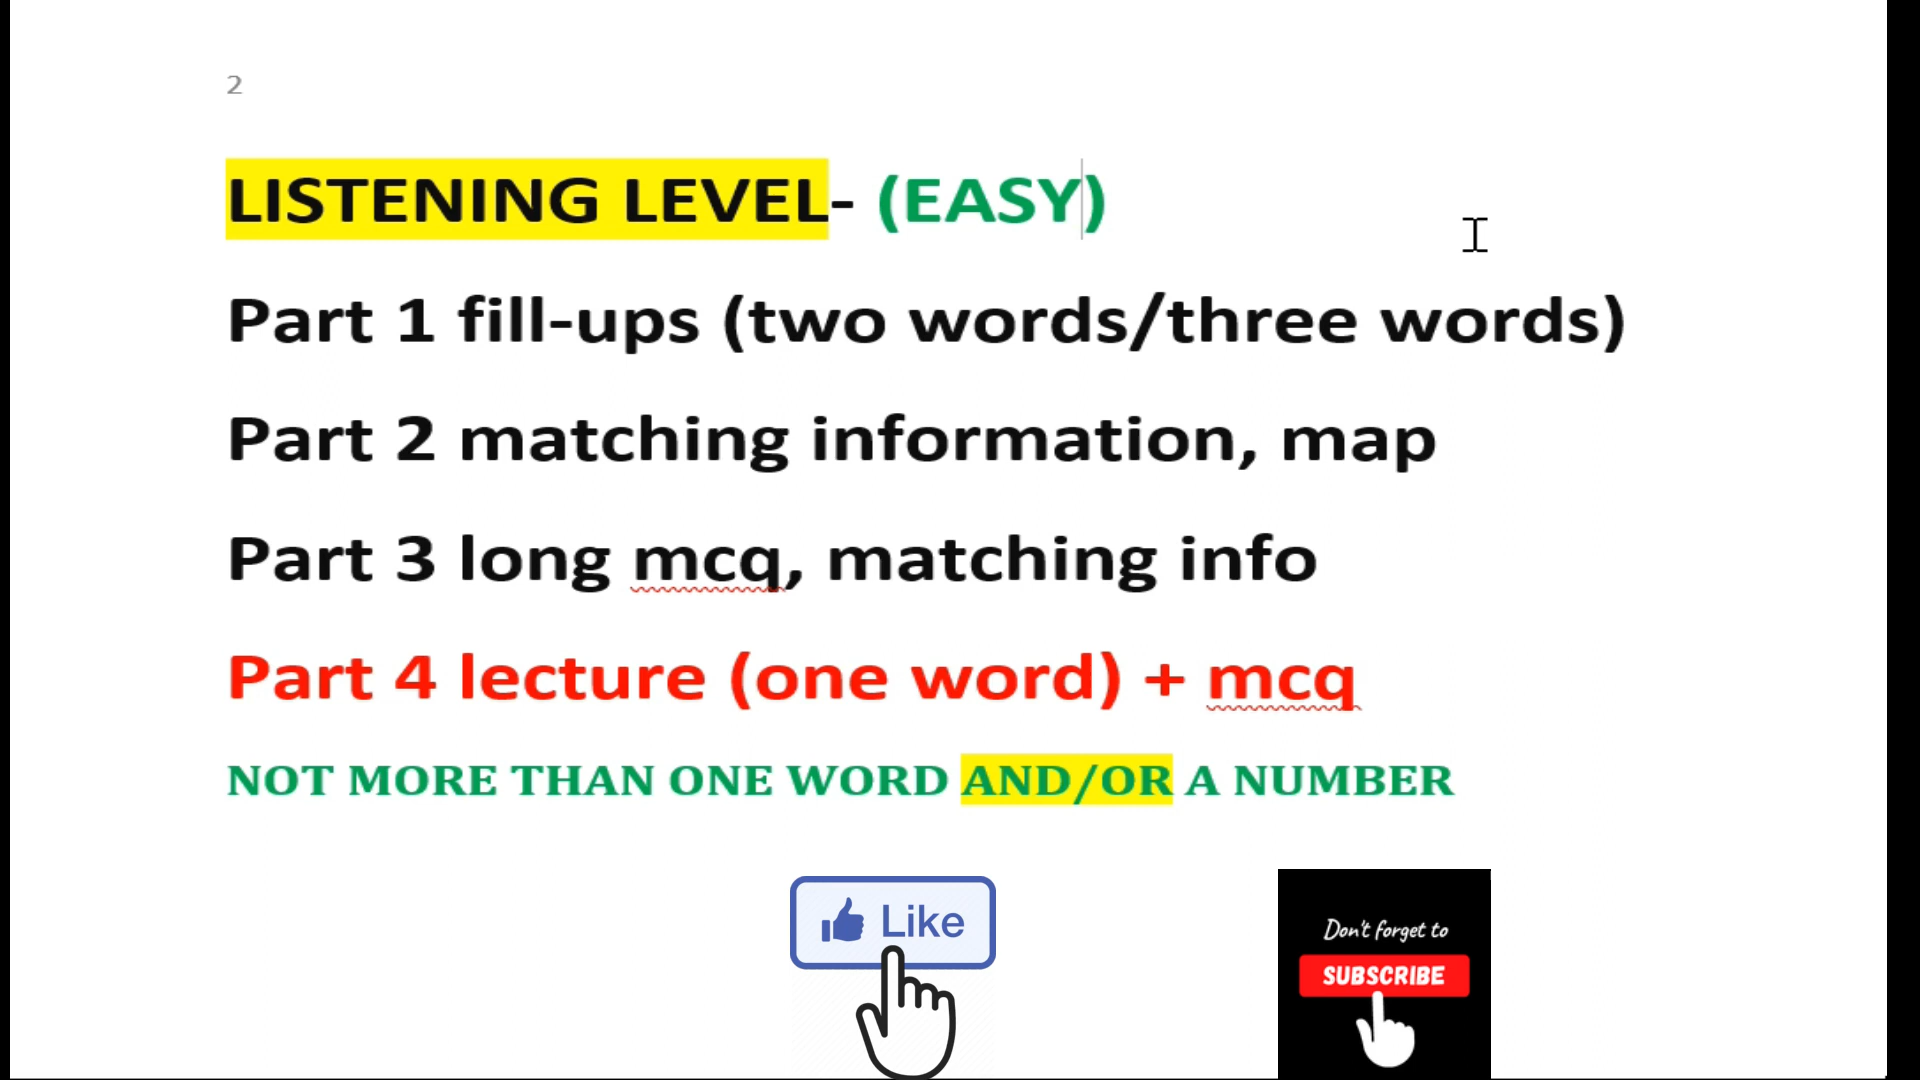 2
LISTENING LEVEL- (EASY)
Part 1 fill-ups (two words/three words)
Part 2 matching information, map
Part 3 long mcq, matching info
Part 4 lecture (one word) + mcq
NOT MORE THAN ONE WORD AND/OR A NUMBER
Like
Don't forget to
SUBSCRIBE